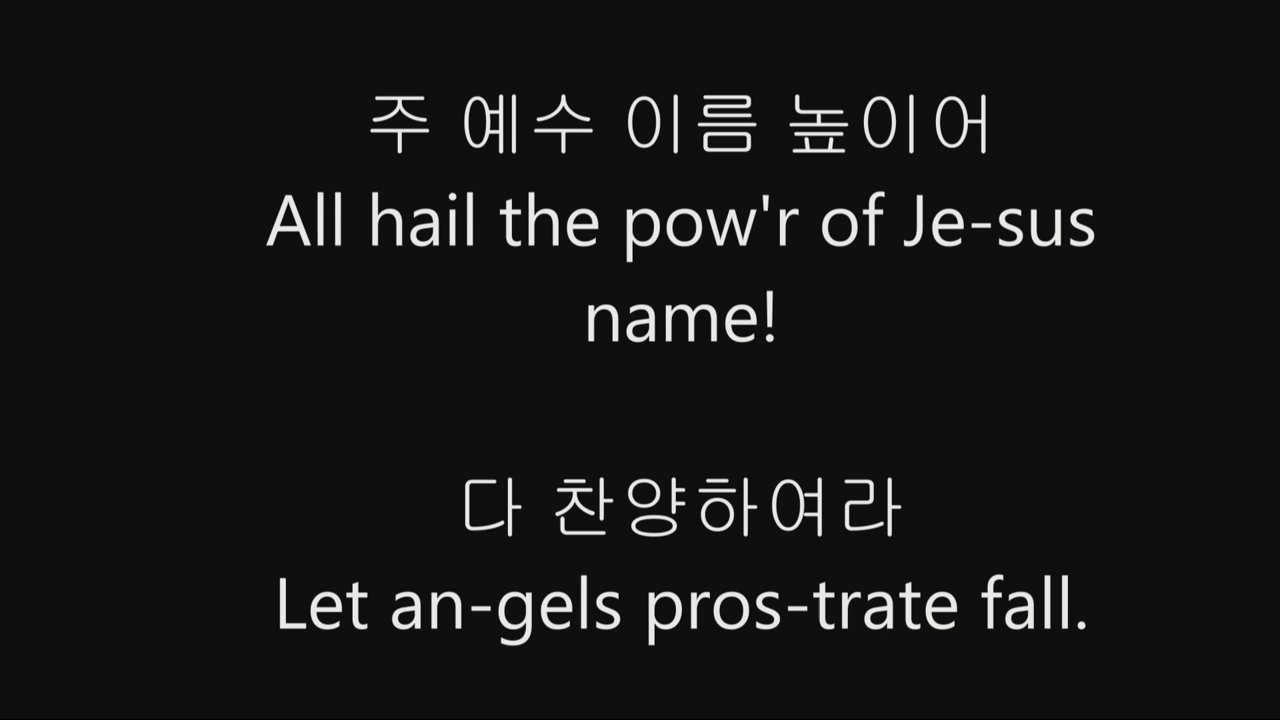 주 예수 이름 높이어
All hail the pow'r of Je-sus
name!
다 찬양하여라
Let an-gels pros-trate fall.